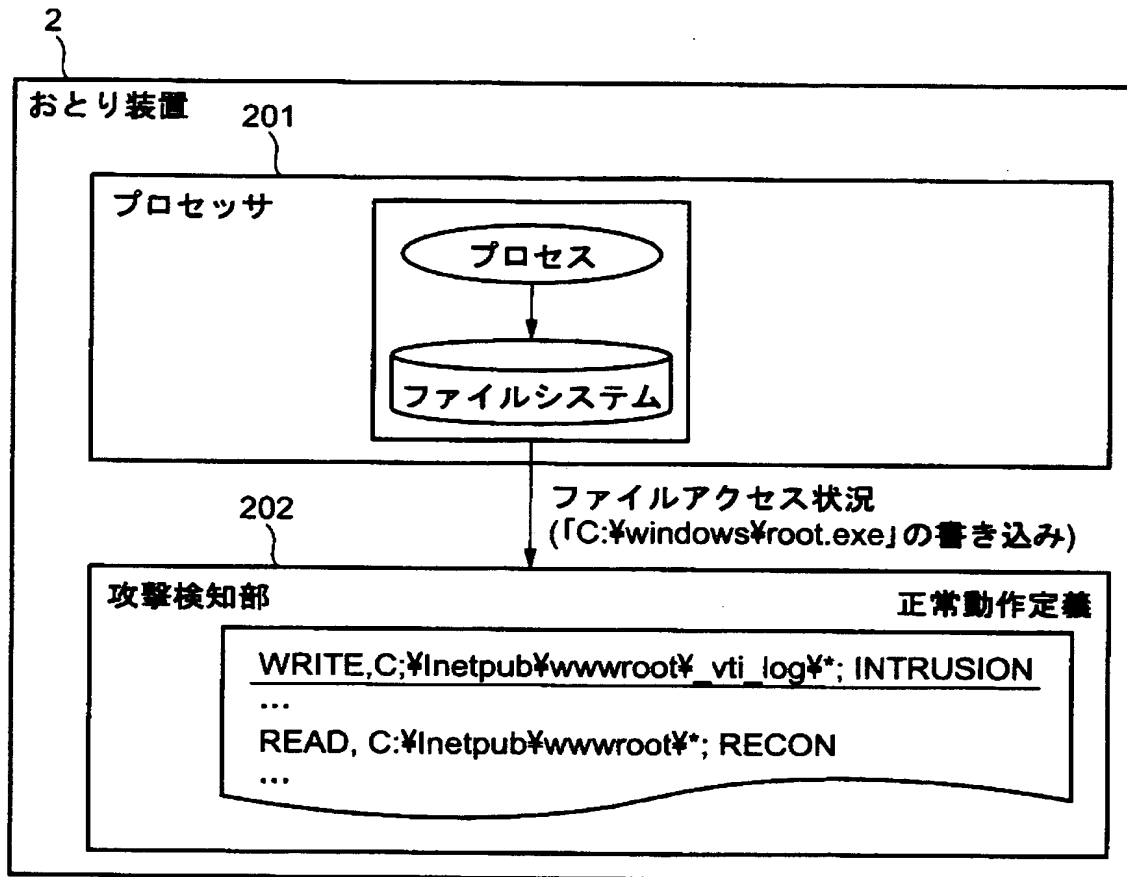 2
おとり装置
201
プロセッサ
プロセス
ファイルシステム
ファイルアクセス状況
(｢C:¥windows¥root.exe｣の書き込み)
202
攻撃検知部
正常動作定義
WRITE,C;¥Inetpub¥wwwroot¥_vti_log¥*; INTRUSION
...
READ, C:¥Inetpub¥wwwroot¥*; RECON
...